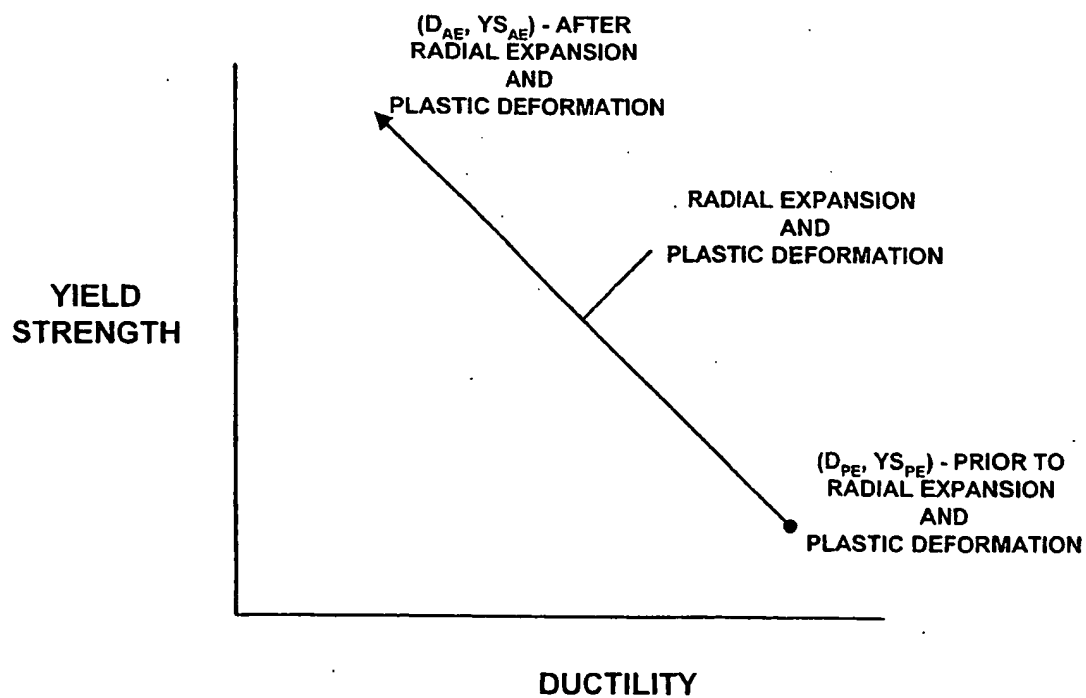 (D_AE, YS_AE) - AFTER
RADIAL EXPANSION
AND
PLASTIC DEFORMATION
RADIAL EXPANSION
AND
PLASTIC DEFORMATION
YIELD
STRENGTH
(D_PE, YS_PE) - PRIOR TO
RADIAL EXPANSION
AND
PLASTIC DEFORMATION
DUCTILITY